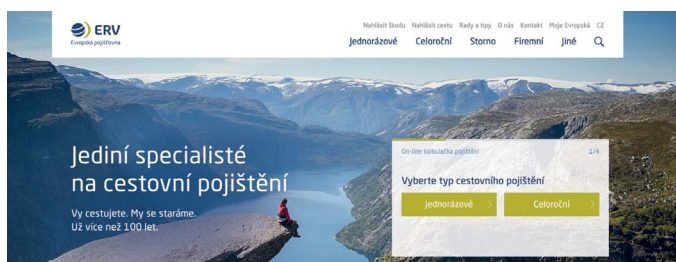 ERV
Evropská pojišťovna
Nahlásit škodu Nahlásit cestu Rady a tipy O nás Kontakt Moje Evropská CZ
Jednorázové Celoroční Storno Firemní Jiné
Jediní specialisté
na cestovní pojištění
Vy cestujete. My se staráme.
Už více než 100 let.
On-line kalkulačka pojištění 1/4
Vyberte typ cestovního pojištění
Jednorázové Celoroční